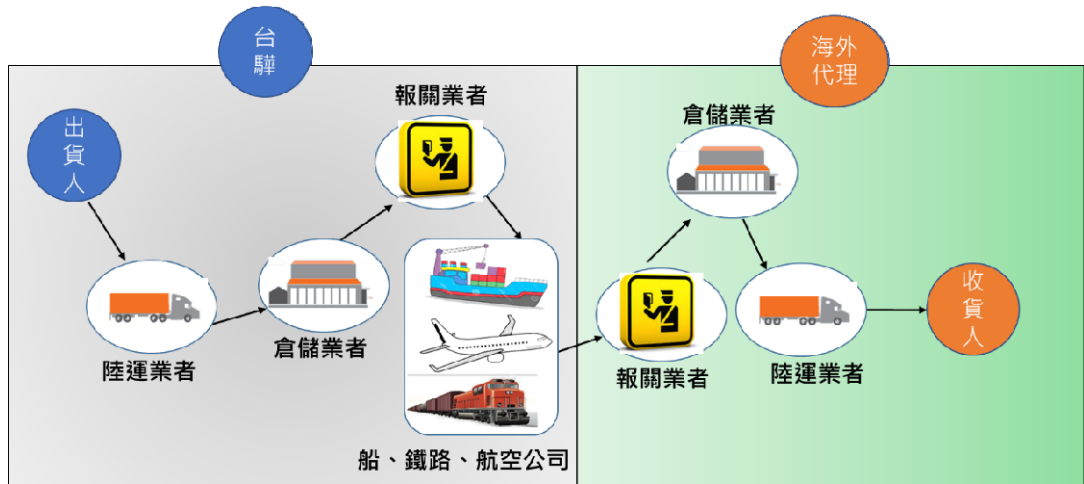 台
驊
海外
代理
報關業者
倉儲業者
出
貨
人
陸運業者
倉儲業者
船、鐵路、航空公司
報關業者
陸運業者
收
貨
人